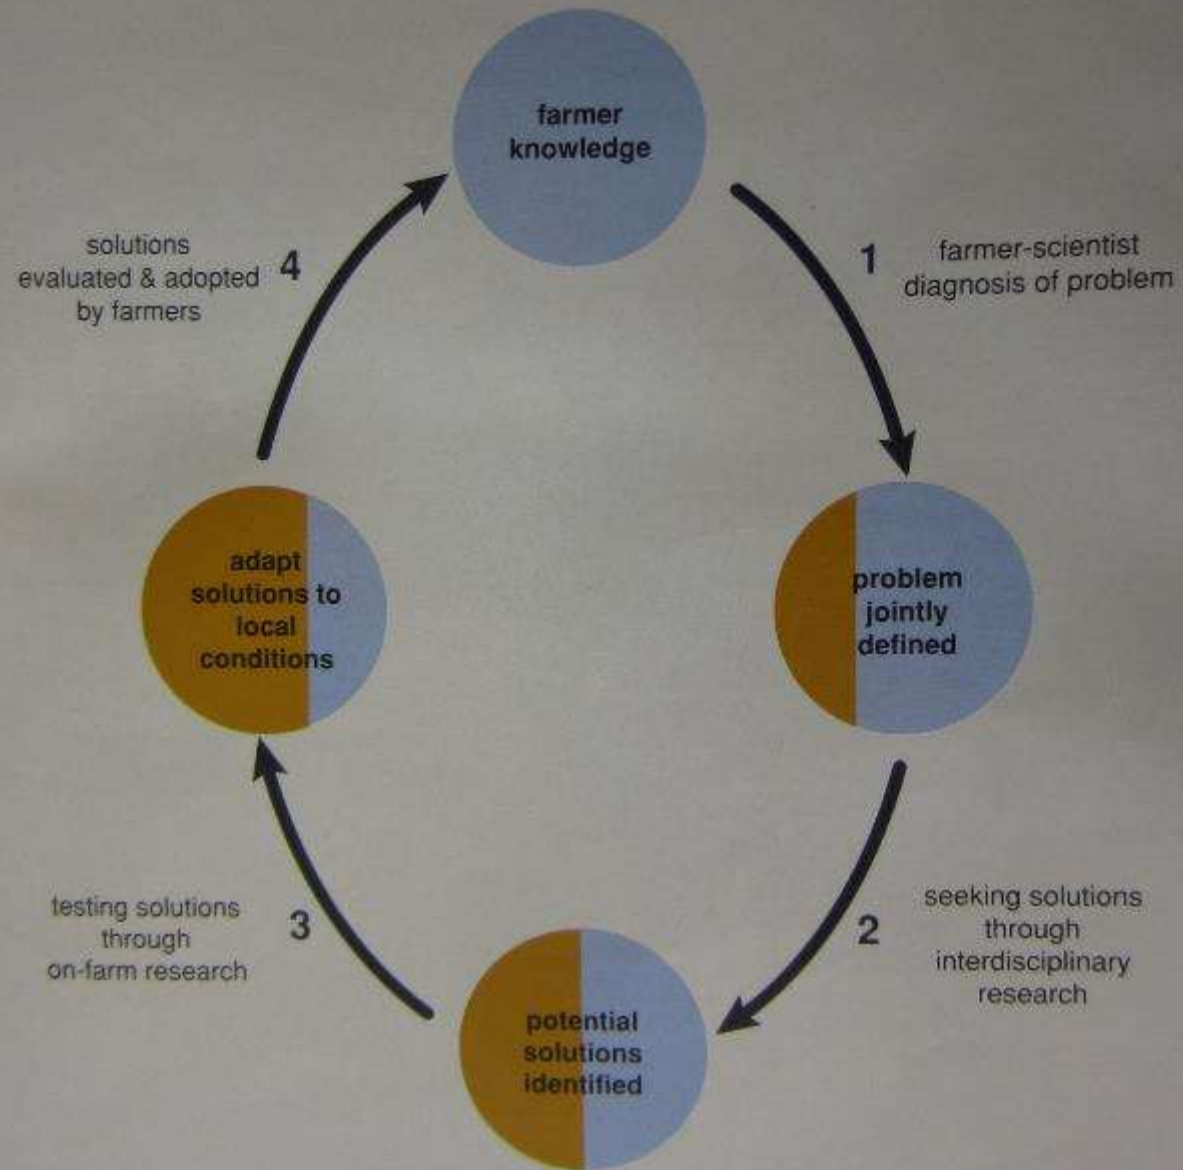 farmer
knowledge
1
farmer-scientist
diagnosis of problem
problem
jointly
defined
2
seeking solutions
through
interdisciplinary
research
potential
solutions
identified
3
testing solutions
through
on-farm research
adapt
solutions to
local
conditions
4
solutions
evaluated & adopted
by farmers